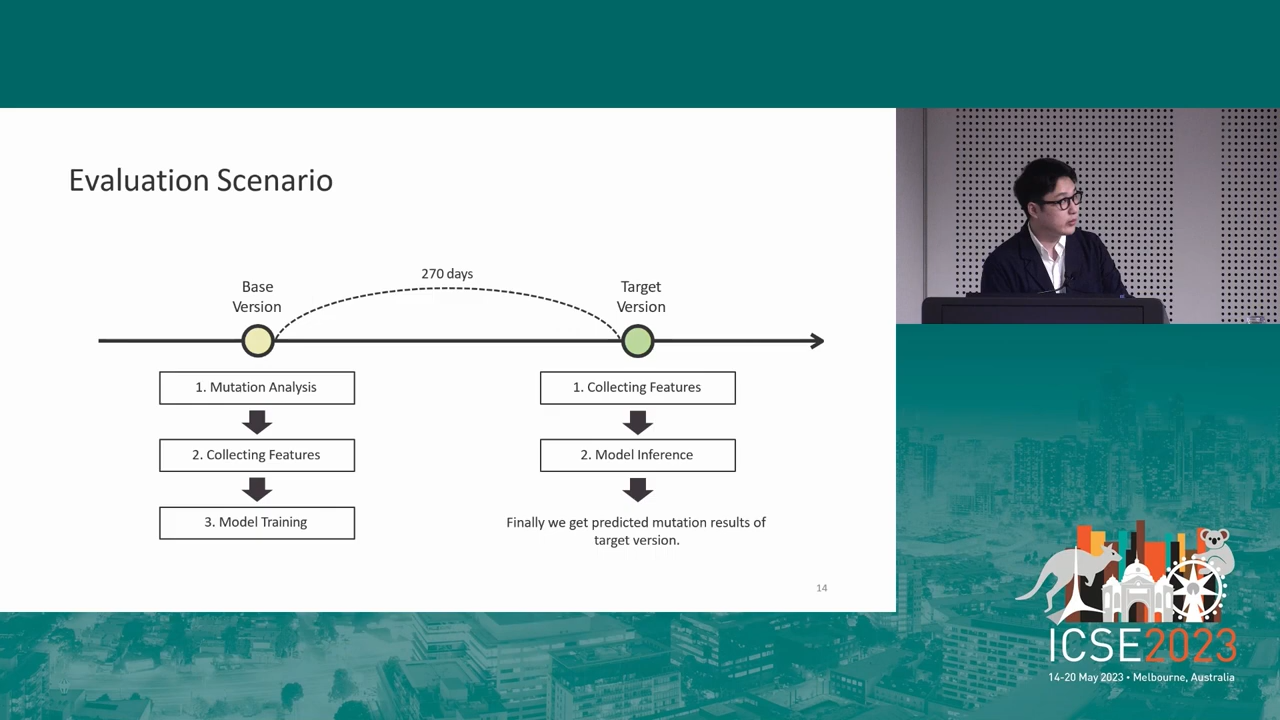 Evaluation Scenario
270 days
Base
Version
Target
Version
1. Mutation Analysis
2. Collecting Features
3. Model Training
1. Collecting Features
2. Model Inference
Finally we get predicted mutation results of
target version.
14
ICSE2023
14-20 May 2023 • Melbourne, Australia